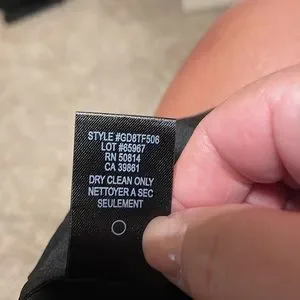 STYLE #GD8TF506
LOT #65967
RN 50814
CA 39861
DRY CLEAN ONLY
NETTOYER A SEC
SEULEMENT